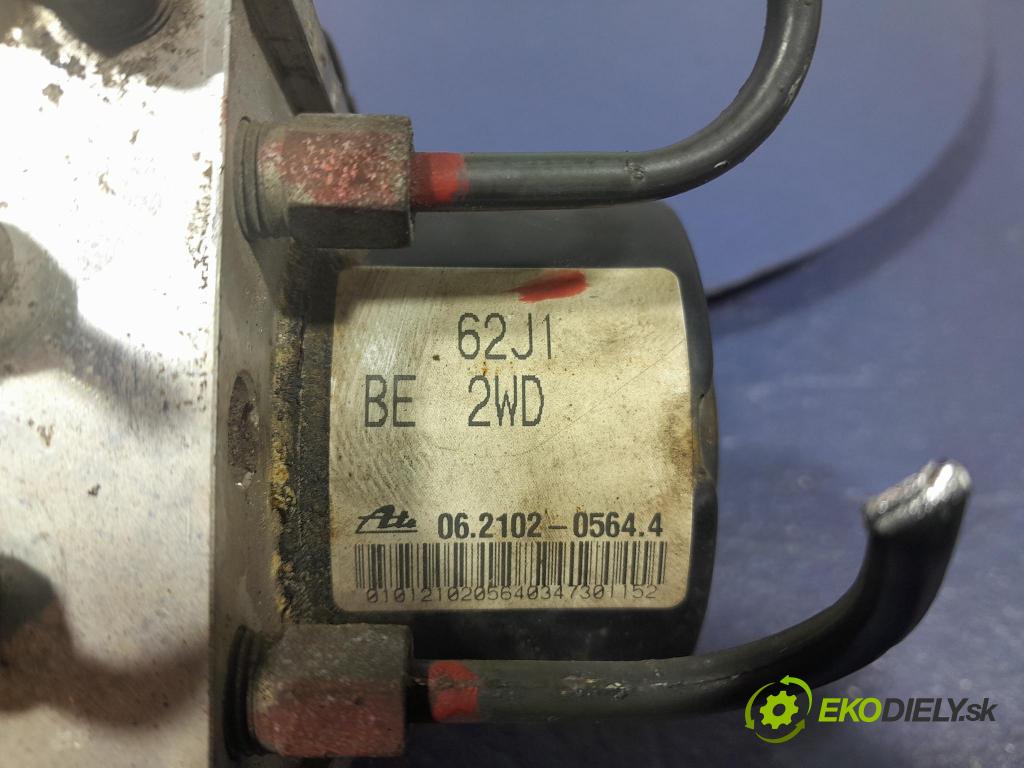 62J1
BE 2WD
Ate 06.2102-0564.4
0101210205640347301152
EKODIELY.sk